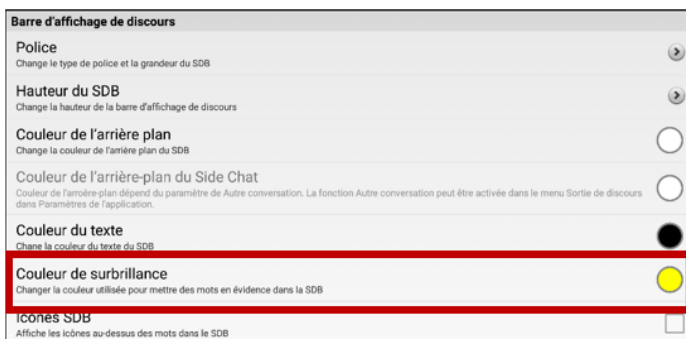 Barre d'affichage de discours
Police
Change le type de police et la grandeur du SDB
Hauteur du SDB
Change la hauteur de la barre d'affichage de discours
Couleur de l'arrière plan
Change la couleur de l'arrière plan du SDB
Couleur de l'arrière-plan du Side Chat
Couleur de l'arroère-plan dépend du paramètre de Autre conversation. La fonction Autre conversation peut être activée dans le menu Sortie de discours
dans Paramètres de l'application.
Couleur du texte
Chane la couleur du texte du SDB
Couleur de surbrillance
Changer la couleur utilisée pour mettre des mots en évidence dans la SDB
Icônes SDB
Affiche les icônes au-dessus des mots dans le SDB